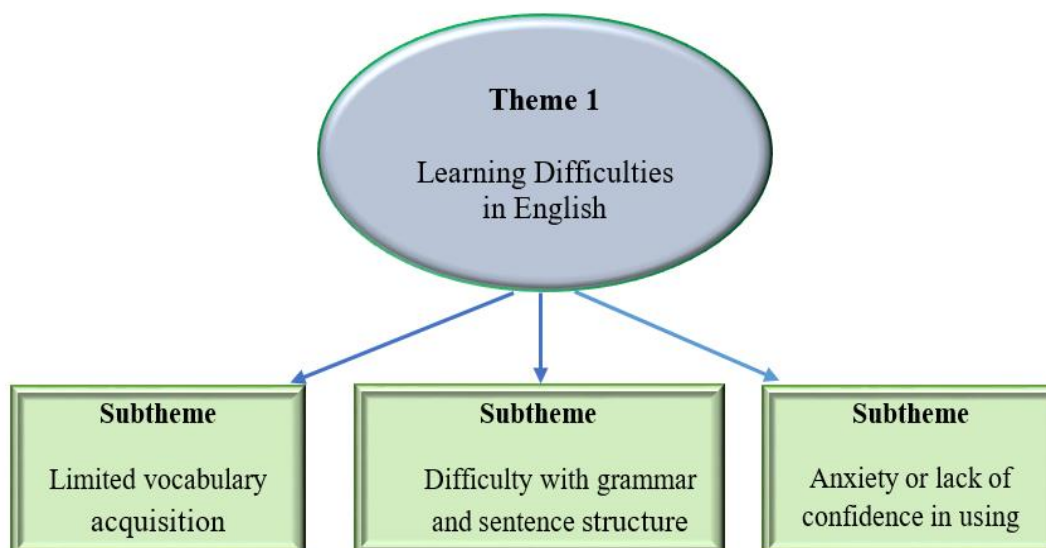 Theme 1
Learning Difficulties
in English
Subtheme
Limited vocabulary
acquisition
Subtheme
Difficulty with grammar
and sentence structure
Subtheme
Anxiety or lack of
confidence in using